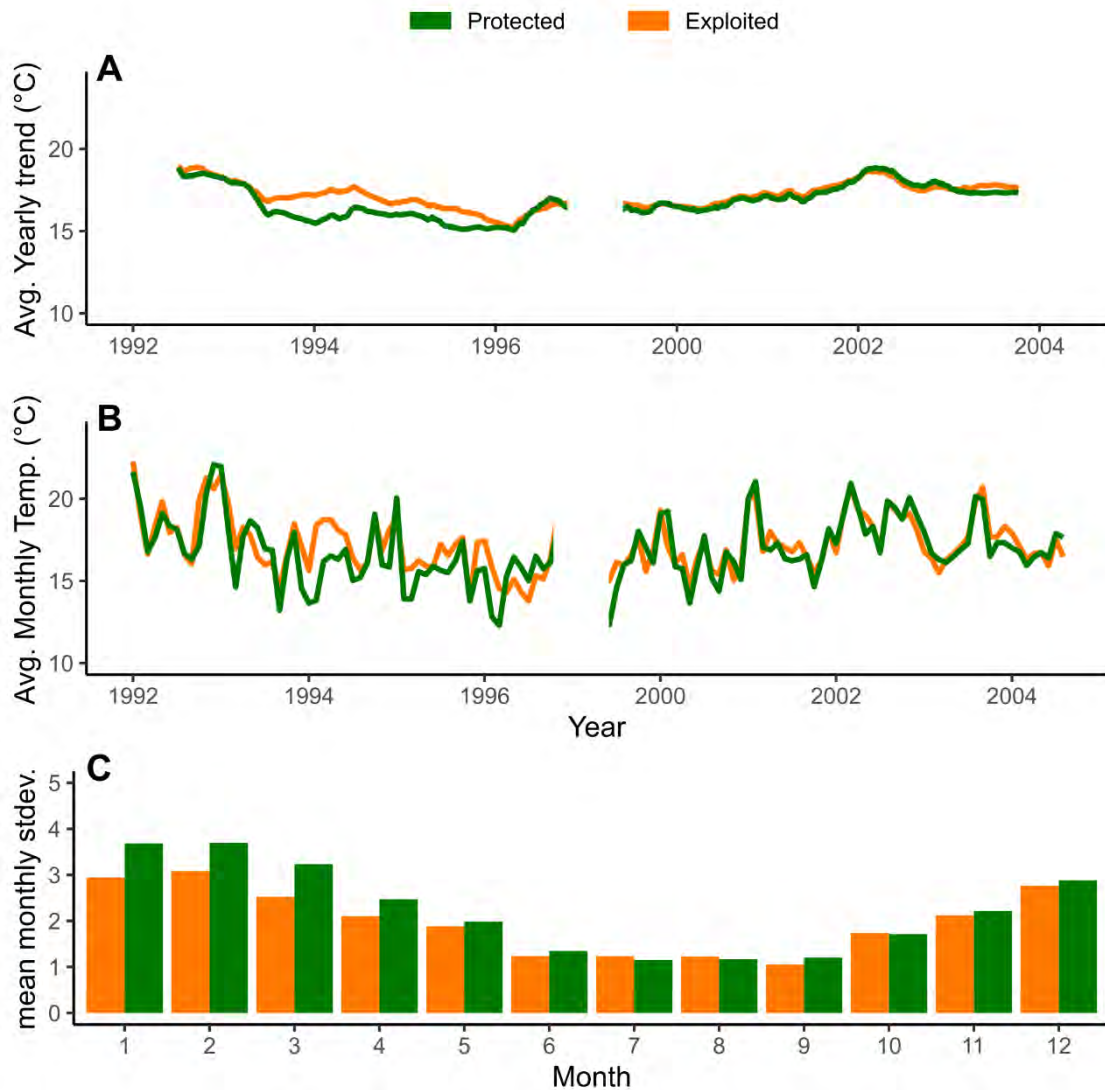 Protected Exploited
A
Avg. Yearly trend (°C)
20
15
10
1992 1994 1996 2000 2002 2004
B
Avg. Monthly Temp. (°C)
20
15
10
1992 1994 1996 2000 2002 2004
Year
C
mean monthly stdev.
5
4
3
2
1
0
1 2 3 4 5 6 7 8 9 10 11 12
Month